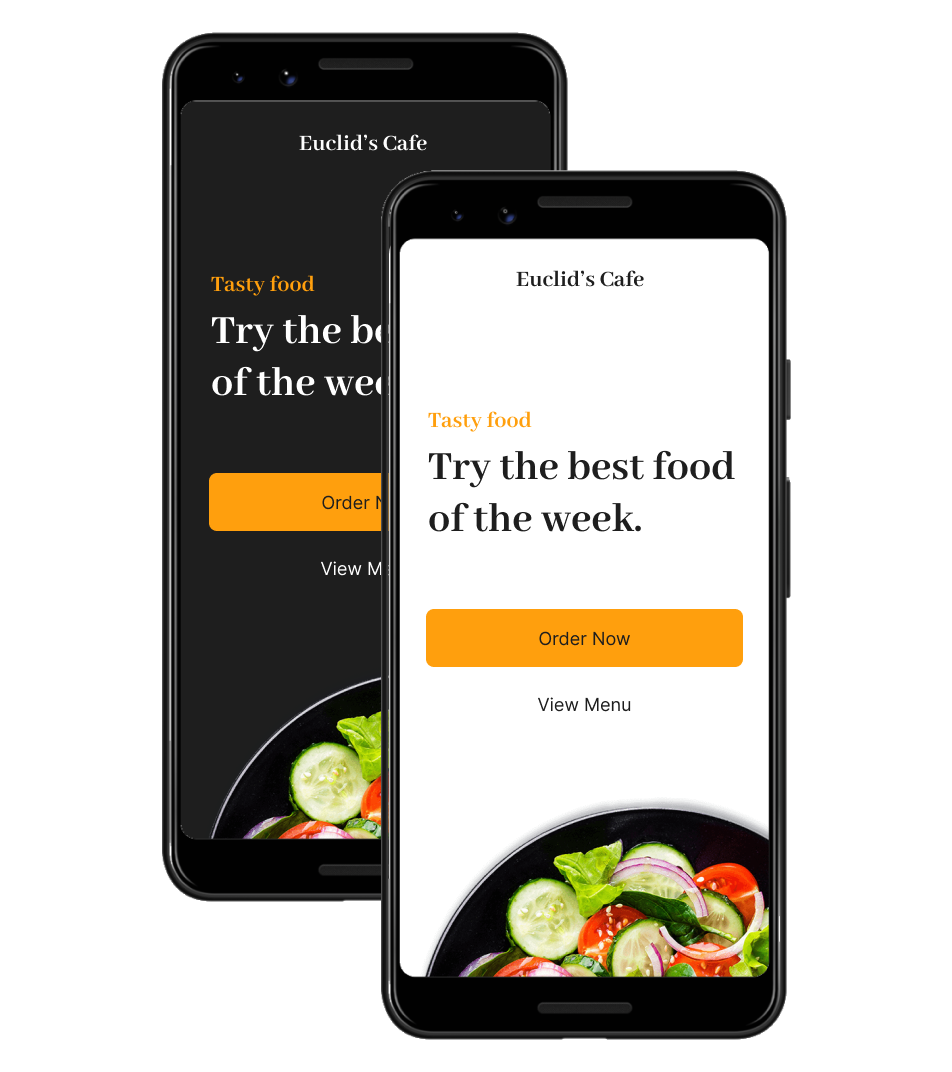 Euclid’s Cafe
Tasty food
Try the be
of the wee
Order N
View M
Euclid’s Cafe
Tasty food
Try the best food
of the week.
Order Now
View Menu